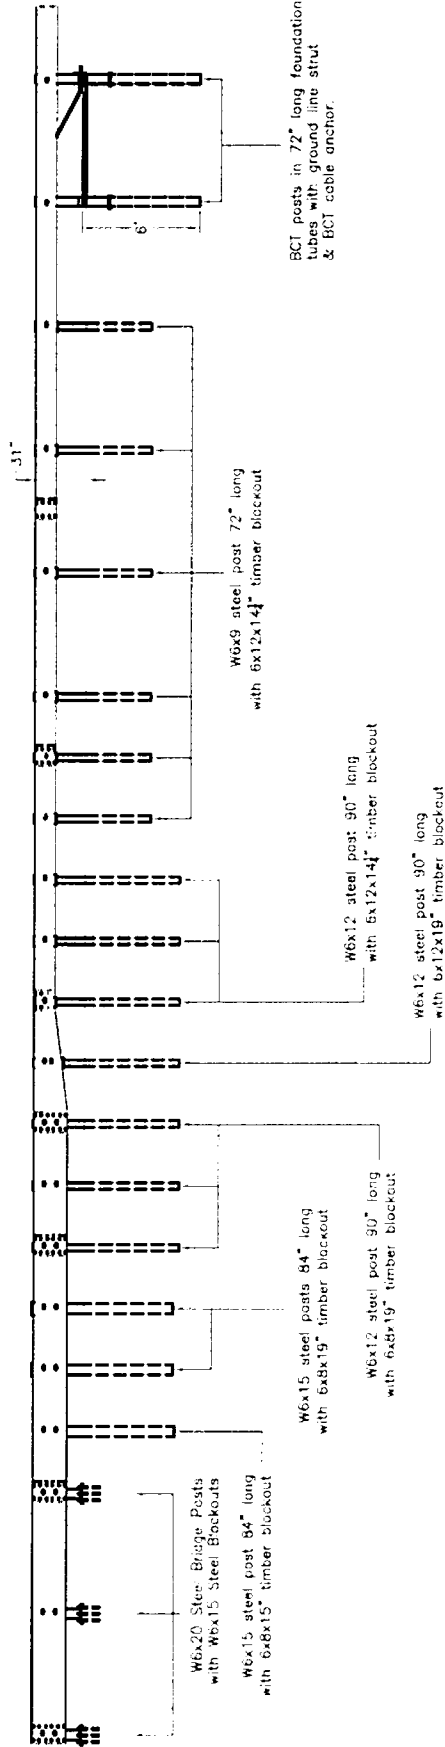 W6x20 Steel Bridge Posts
with W6x15 Steel Blockouts
W6x15 steel post 84" long
with 6x8x15" timber blockout
W6x15 steel posts 84" long
with 6x8x19" timber blockout
W6x12 steel post 90" long
with 6x8x19" timber blockout
W6x12 steel post 90" long
with 6x12x19" timber blockout
W6x12 steel post 90" long
with 6x12x14¼" timber blockout
W6x9 steel post 72" long
with 6x12x14¼" timber blockout
31"
6'
BCT posts in 72" long foundation
tubes with ground line strut
& BCT cable anchor.